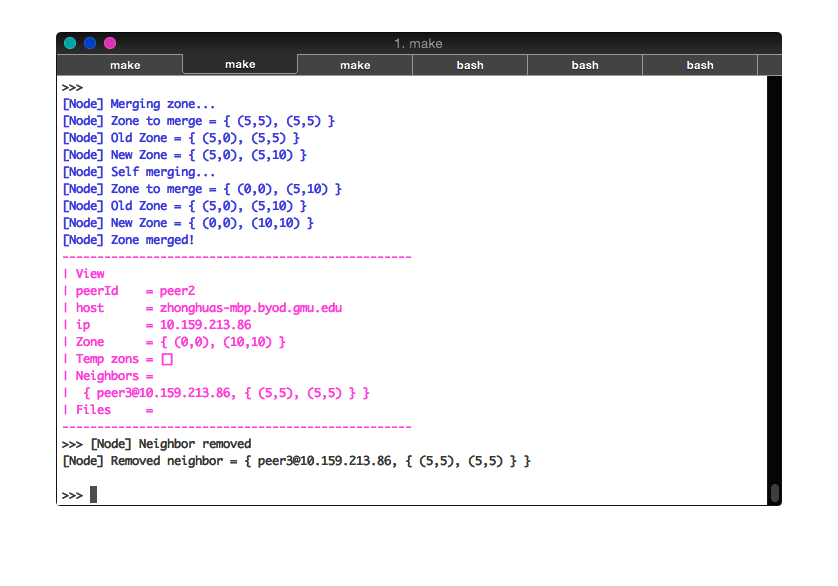 1. make
make make make bash bash bash
>>>
[Node] Merging zone...
[Node] Zone to merge = { (5,5), (5,5) }
[Node] Old Zone = { (5,0), (5,5) }
[Node] New Zone = { (5,0), (5,10) }
[Node] Self merging...
[Node] Zone to merge = { (0,0), (5,10) }
[Node] Old Zone = { (5,0), (5,10) }
[Node] New Zone = { (0,0), (10,10) }
[Node] Zone merged!
--------------------------------------------------
| View
| peerId    = peer2
| host      = zhonghuas-mbp.byod.gmu.edu
| ip        = 10.159.213.86
| Zone      = { (0,0), (10,10) }
| Temp zons = []
| Neighbors =
|  { peer3@10.159.213.86, { (5,5), (5,5) } }
| Files     =
--------------------------------------------------
>>> [Node] Neighbor removed
[Node] Removed neighbor = { peer3@10.159.213.86, { (5,5), (5,5) } }
>>>